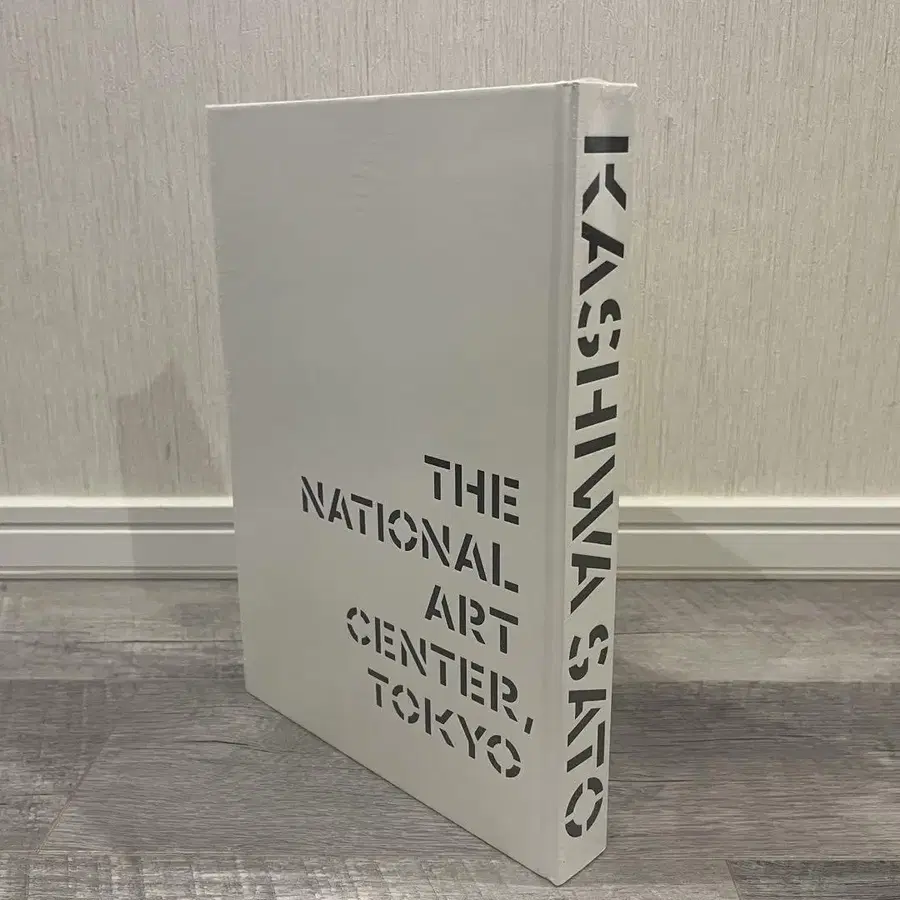 THE
NATIONAL
ART
CENTER,
TOKYO
KASHIWA SATO